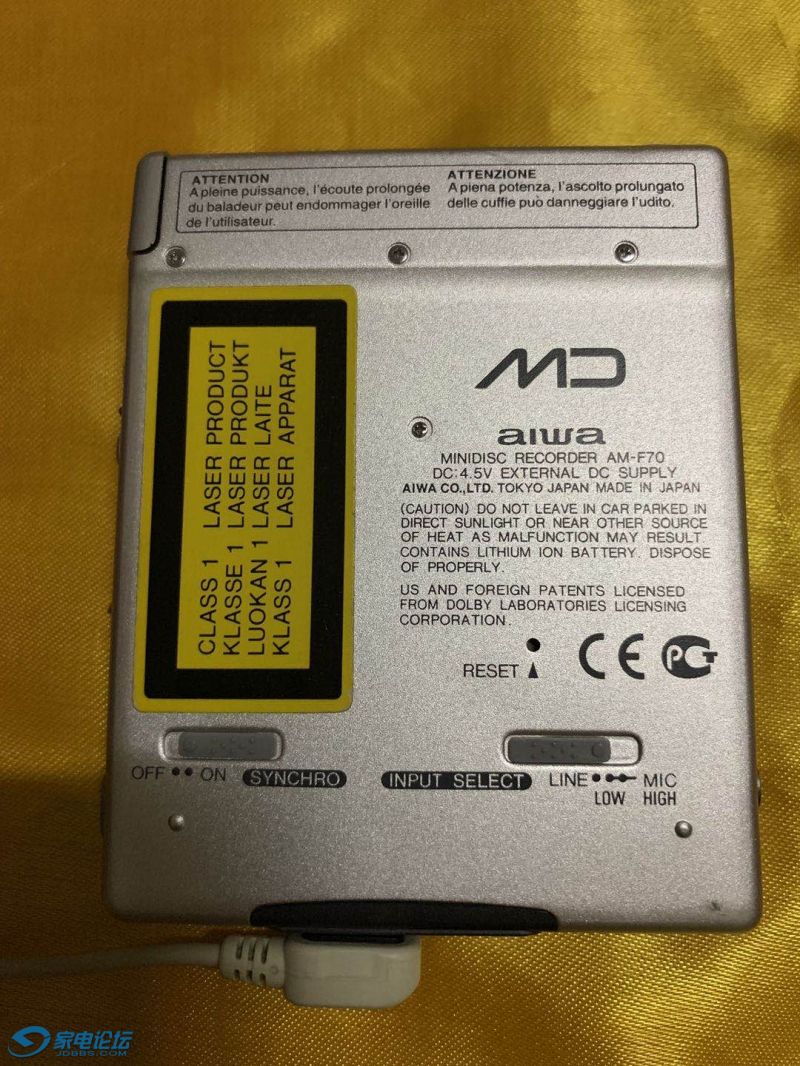 ATTENTION
A pleine puissance, l'écoute prolongée
du baladeur peut endommager l'oreille
de l'utilisateur.
ATTENZIONE
A piena potenza, l'ascolto prolungato
delle cuffie può danneggiare l'udito.
CLASS 1 LASER PRODUCT
KLASSE 1 LASER PRODUKT
LUOKAN 1 LASER LAITE
KLASS 1 LASER APPARAT
MD
aiwa
MINIDISC RECORDER AM-F70
DC:4.5V EXTERNAL DC SUPPLY
AIWA CO.,LTD. TOKYO JAPAN MADE IN JAPAN
(CAUTION) DO NOT LEAVE IN CAR PARKED IN
DIRECT SUNLIGHT OR NEAR OTHER SOURCE
OF HEAT AS MALFUNCTION MAY RESULT.
CONTAINS LITHIUM ION BATTERY. DISPOSE
OF PROPERLY.
US AND FOREIGN PATENTS LICENSED
FROM DOLBY LABORATORIES LICENSING
CORPORATION.
RESET
CE
PCT
OFF ON SYNCHRO
INPUT SELECT LINE MIC
LOW HIGH
家电论坛
JDBBS.COM